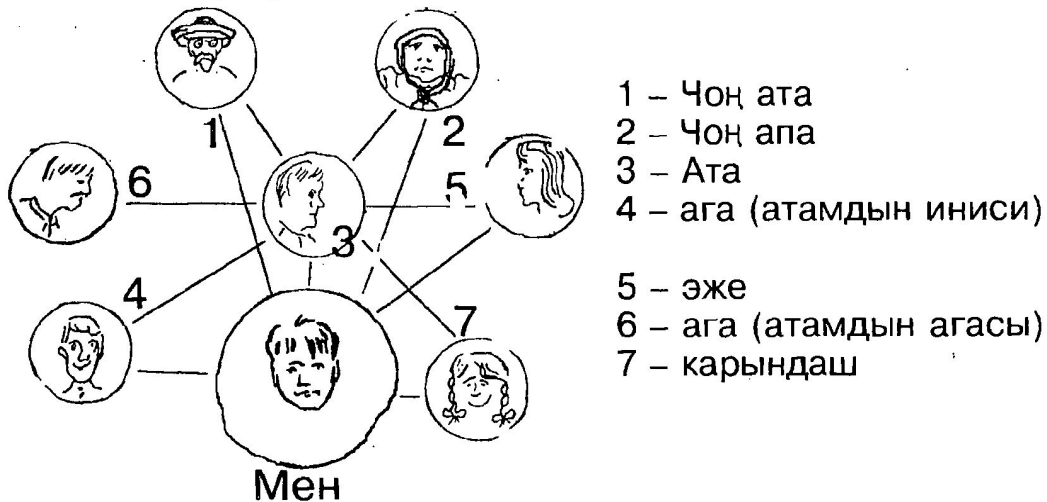 1
2
6
5
3
4
7
Мен
1 – Чоң ата
2 – Чоң апа
3 – Ата
4 – ага (атамдын иниси)
5 – эже
6 – ага (атамдын агасы)
7 – карындаш